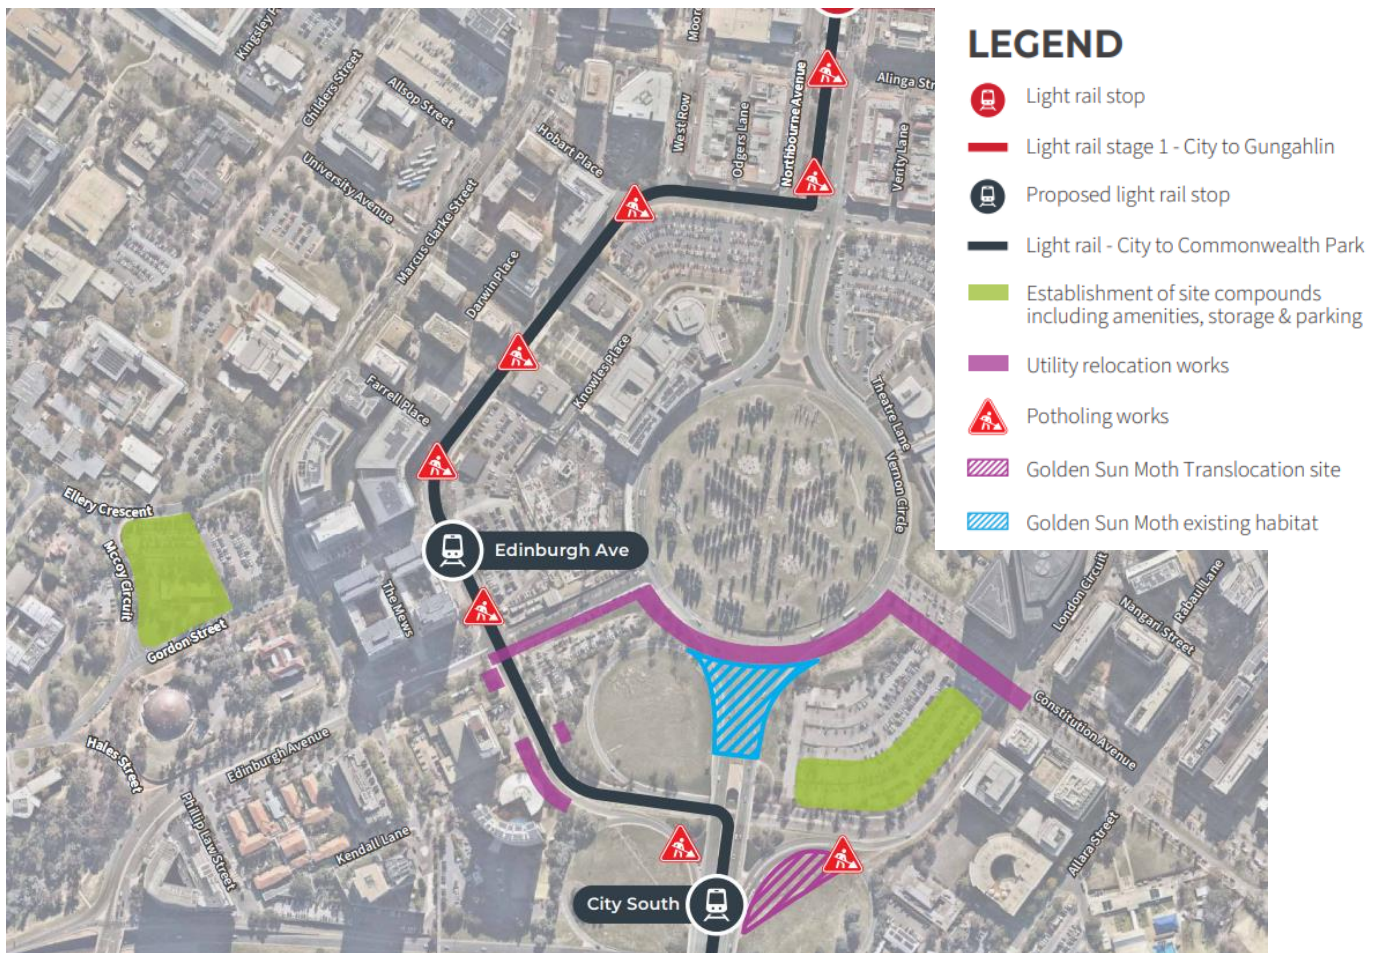 LEGEND
Light rail stop
Light rail stage 1 - City to Gungahlin
Proposed light rail stop
Light rail - City to Commonwealth Park
Establishment of site compounds
including amenities, storage & parking
Utility relocation works
Potholing works
Golden Sun Moth Translocation site
Golden Sun Moth existing habitat
Kingsley
Childers Street
Allsop Street
University Avenue
Marcus Clarke Street
Hobart Place
Darwin Place
West Row
Odgers Lane
Northbourne Avenue
Verity Lane
Alinga Str
Farrell Place
Knowles Place
Theatre Lane
Vernon Circle
Ellery Crescent
McCoy Circuit
Gordon Street
Edinburgh Ave
The Mews
London Circuit
Nangari Street
Rabaul Lane
Constitution Avenue
Hales Street
Edinburgh Avenue
Phillip Law Street
Kendall Lane
Allara Street
City South